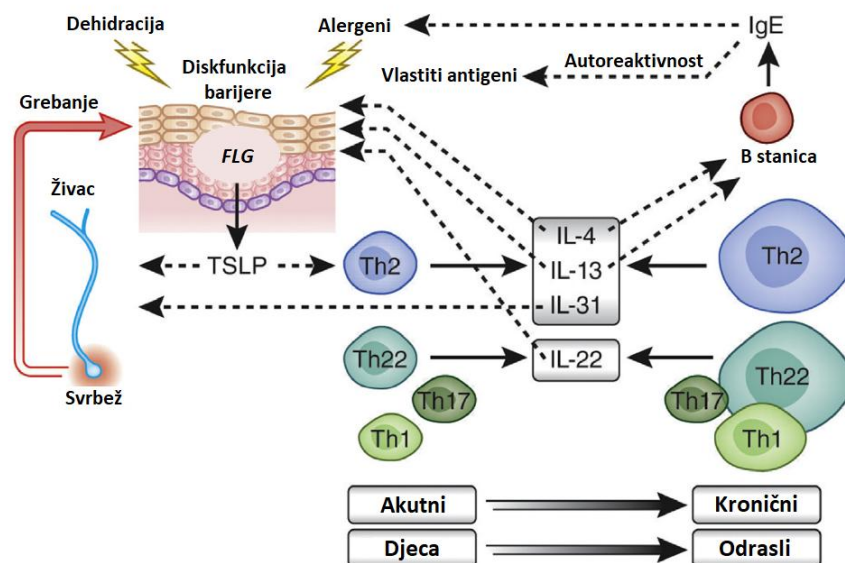 Dehidracija
Alergeni
IgE
Diskfunkcija
barijere
Autoreaktivnost
Vlastiti antigeni
Grebanje
FLG
B stanica
Živac
IL-4
TSLP
Th2
IL-13
Th2
IL-31
Th22
IL-22
Th22
Svrbež
Th17
Th17
Th1
Th1
Akutni
Kronični
Djeca
Odrasli